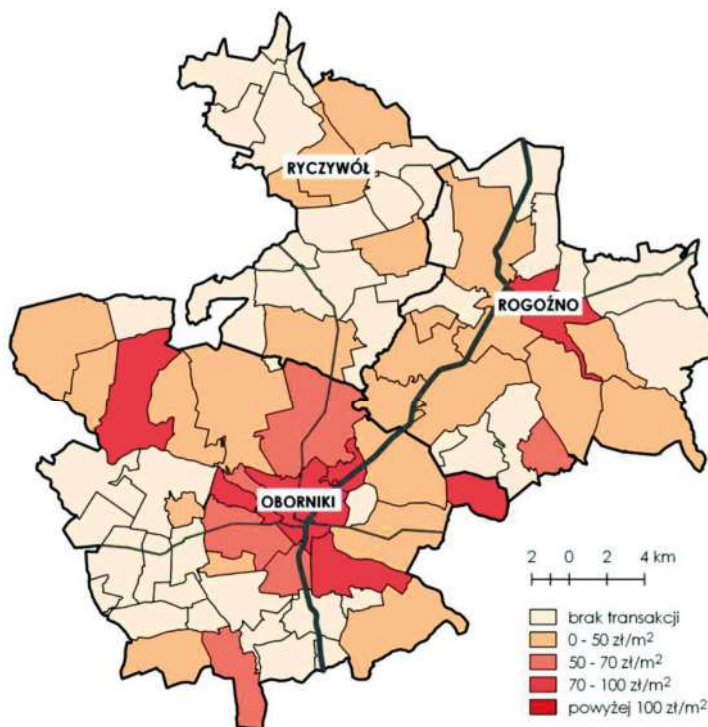 RYCZYWÓŁ
ROGOŹNO
OBORNIKI
2 0 2 4 km
brak transakcji
0 - 50 zł/m²
50 - 70 zł/m²
70 - 100 zł/m²
powyżej 100 zł/m²